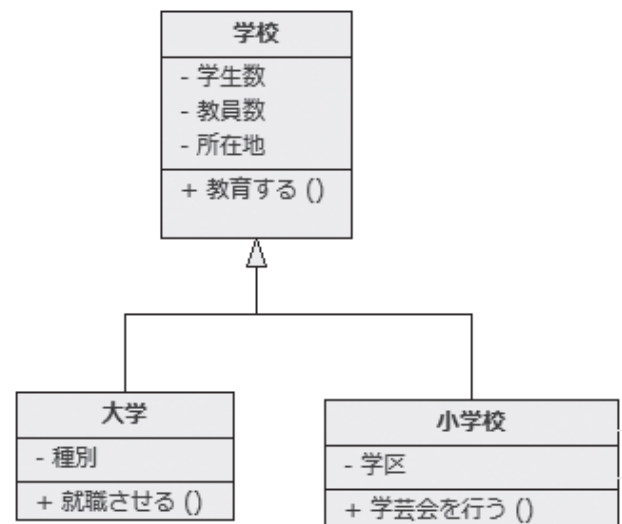 学校
- 学生数
- 教員数
- 所在地
+ 教育する ()
大学
- 種別
+ 就職させる ()
小学校
- 学区
+ 学芸会を行う ()